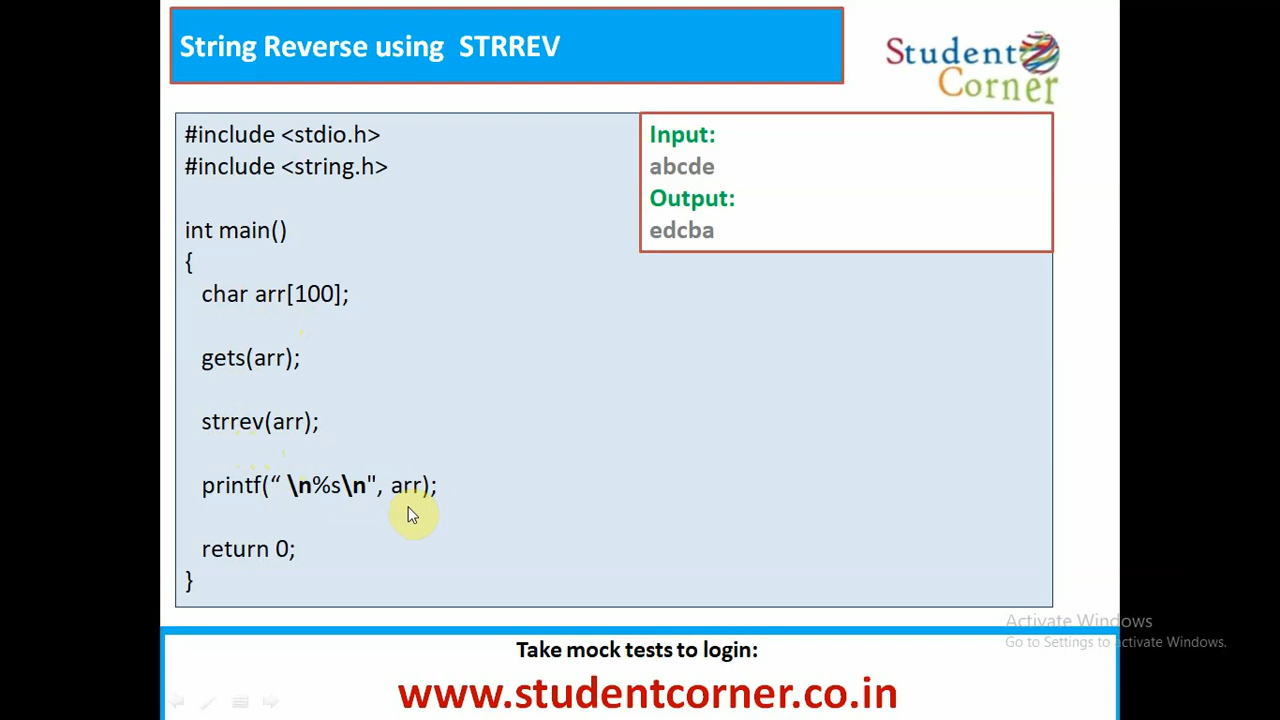 String Reverse using STRREV
Student
Corner
#include <stdio.h>
#include <string.h>
int main()
{
char arr[100];
gets(arr);
strrev(arr);
printf(“ \n%s\n", arr);
return 0;
}
Input:
abcde
Output:
edcba
Activate Windows
Go to Settings to activate Windows.
Take mock tests to login:
www.studentcorner.co.in